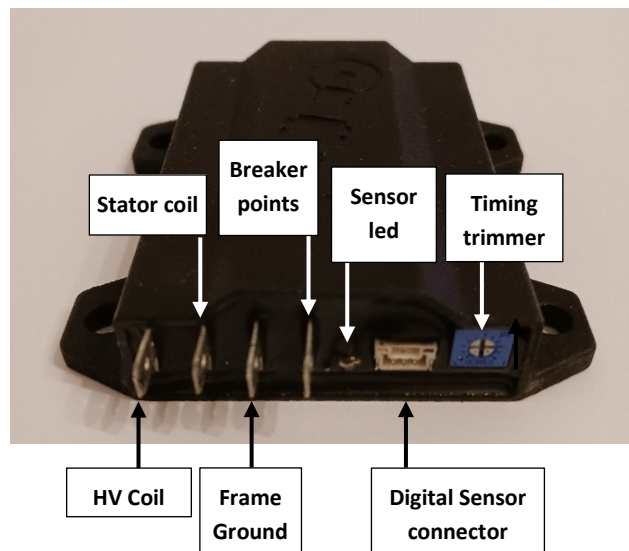 Stator coil
Breaker
points
Sensor
led
Timing
trimmer
HV Coil
Frame
Ground
Digital Sensor
connector